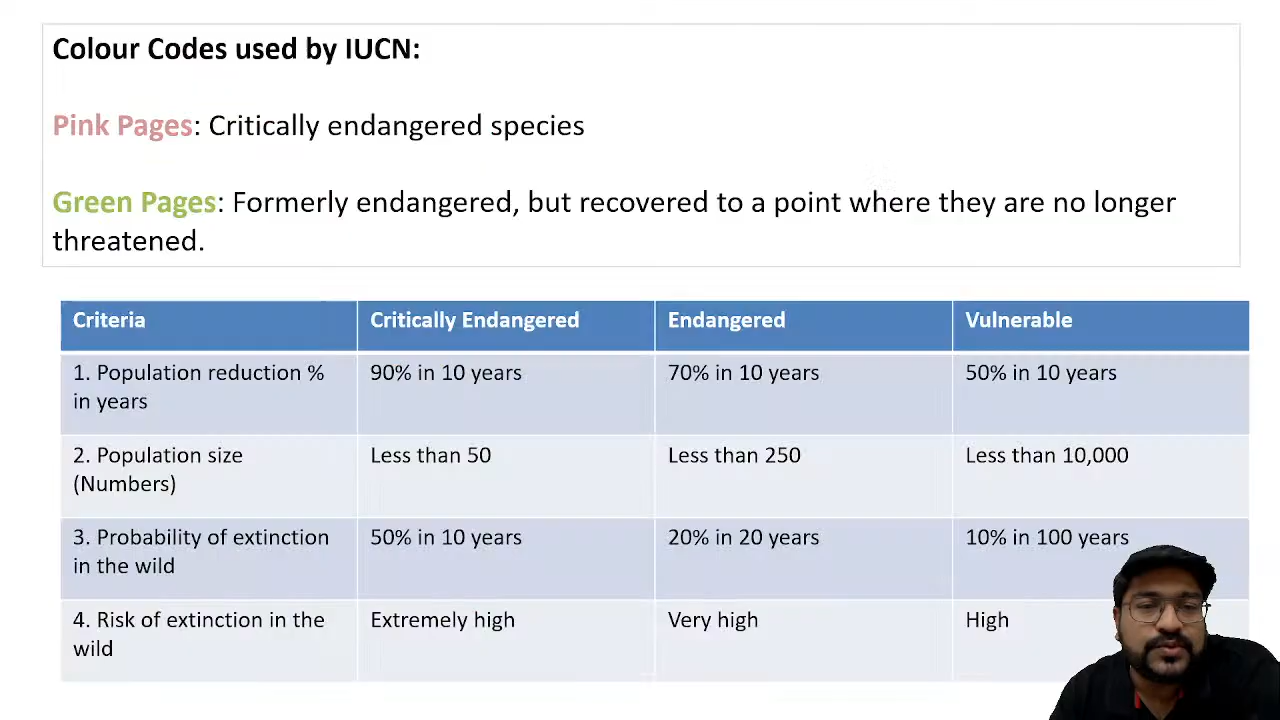 Colour Codes used by IUCN:
Pink Pages: Critically endangered species
Green Pages: Formerly endangered, but recovered to a point where they are no longer
threatened.
Criteria Critically Endangered Endangered Vulnerable
1. Population reduction % 90% in 10 years 70% in 10 years 50% in 10 years
in years
2. Population size Less than 50 Less than 250 Less than 10,000
(Numbers)
3. Probability of extinction 50% in 10 years 20% in 20 years 10% in 100 years
in the wild
4. Risk of extinction in the Extremely high Very high High
wild